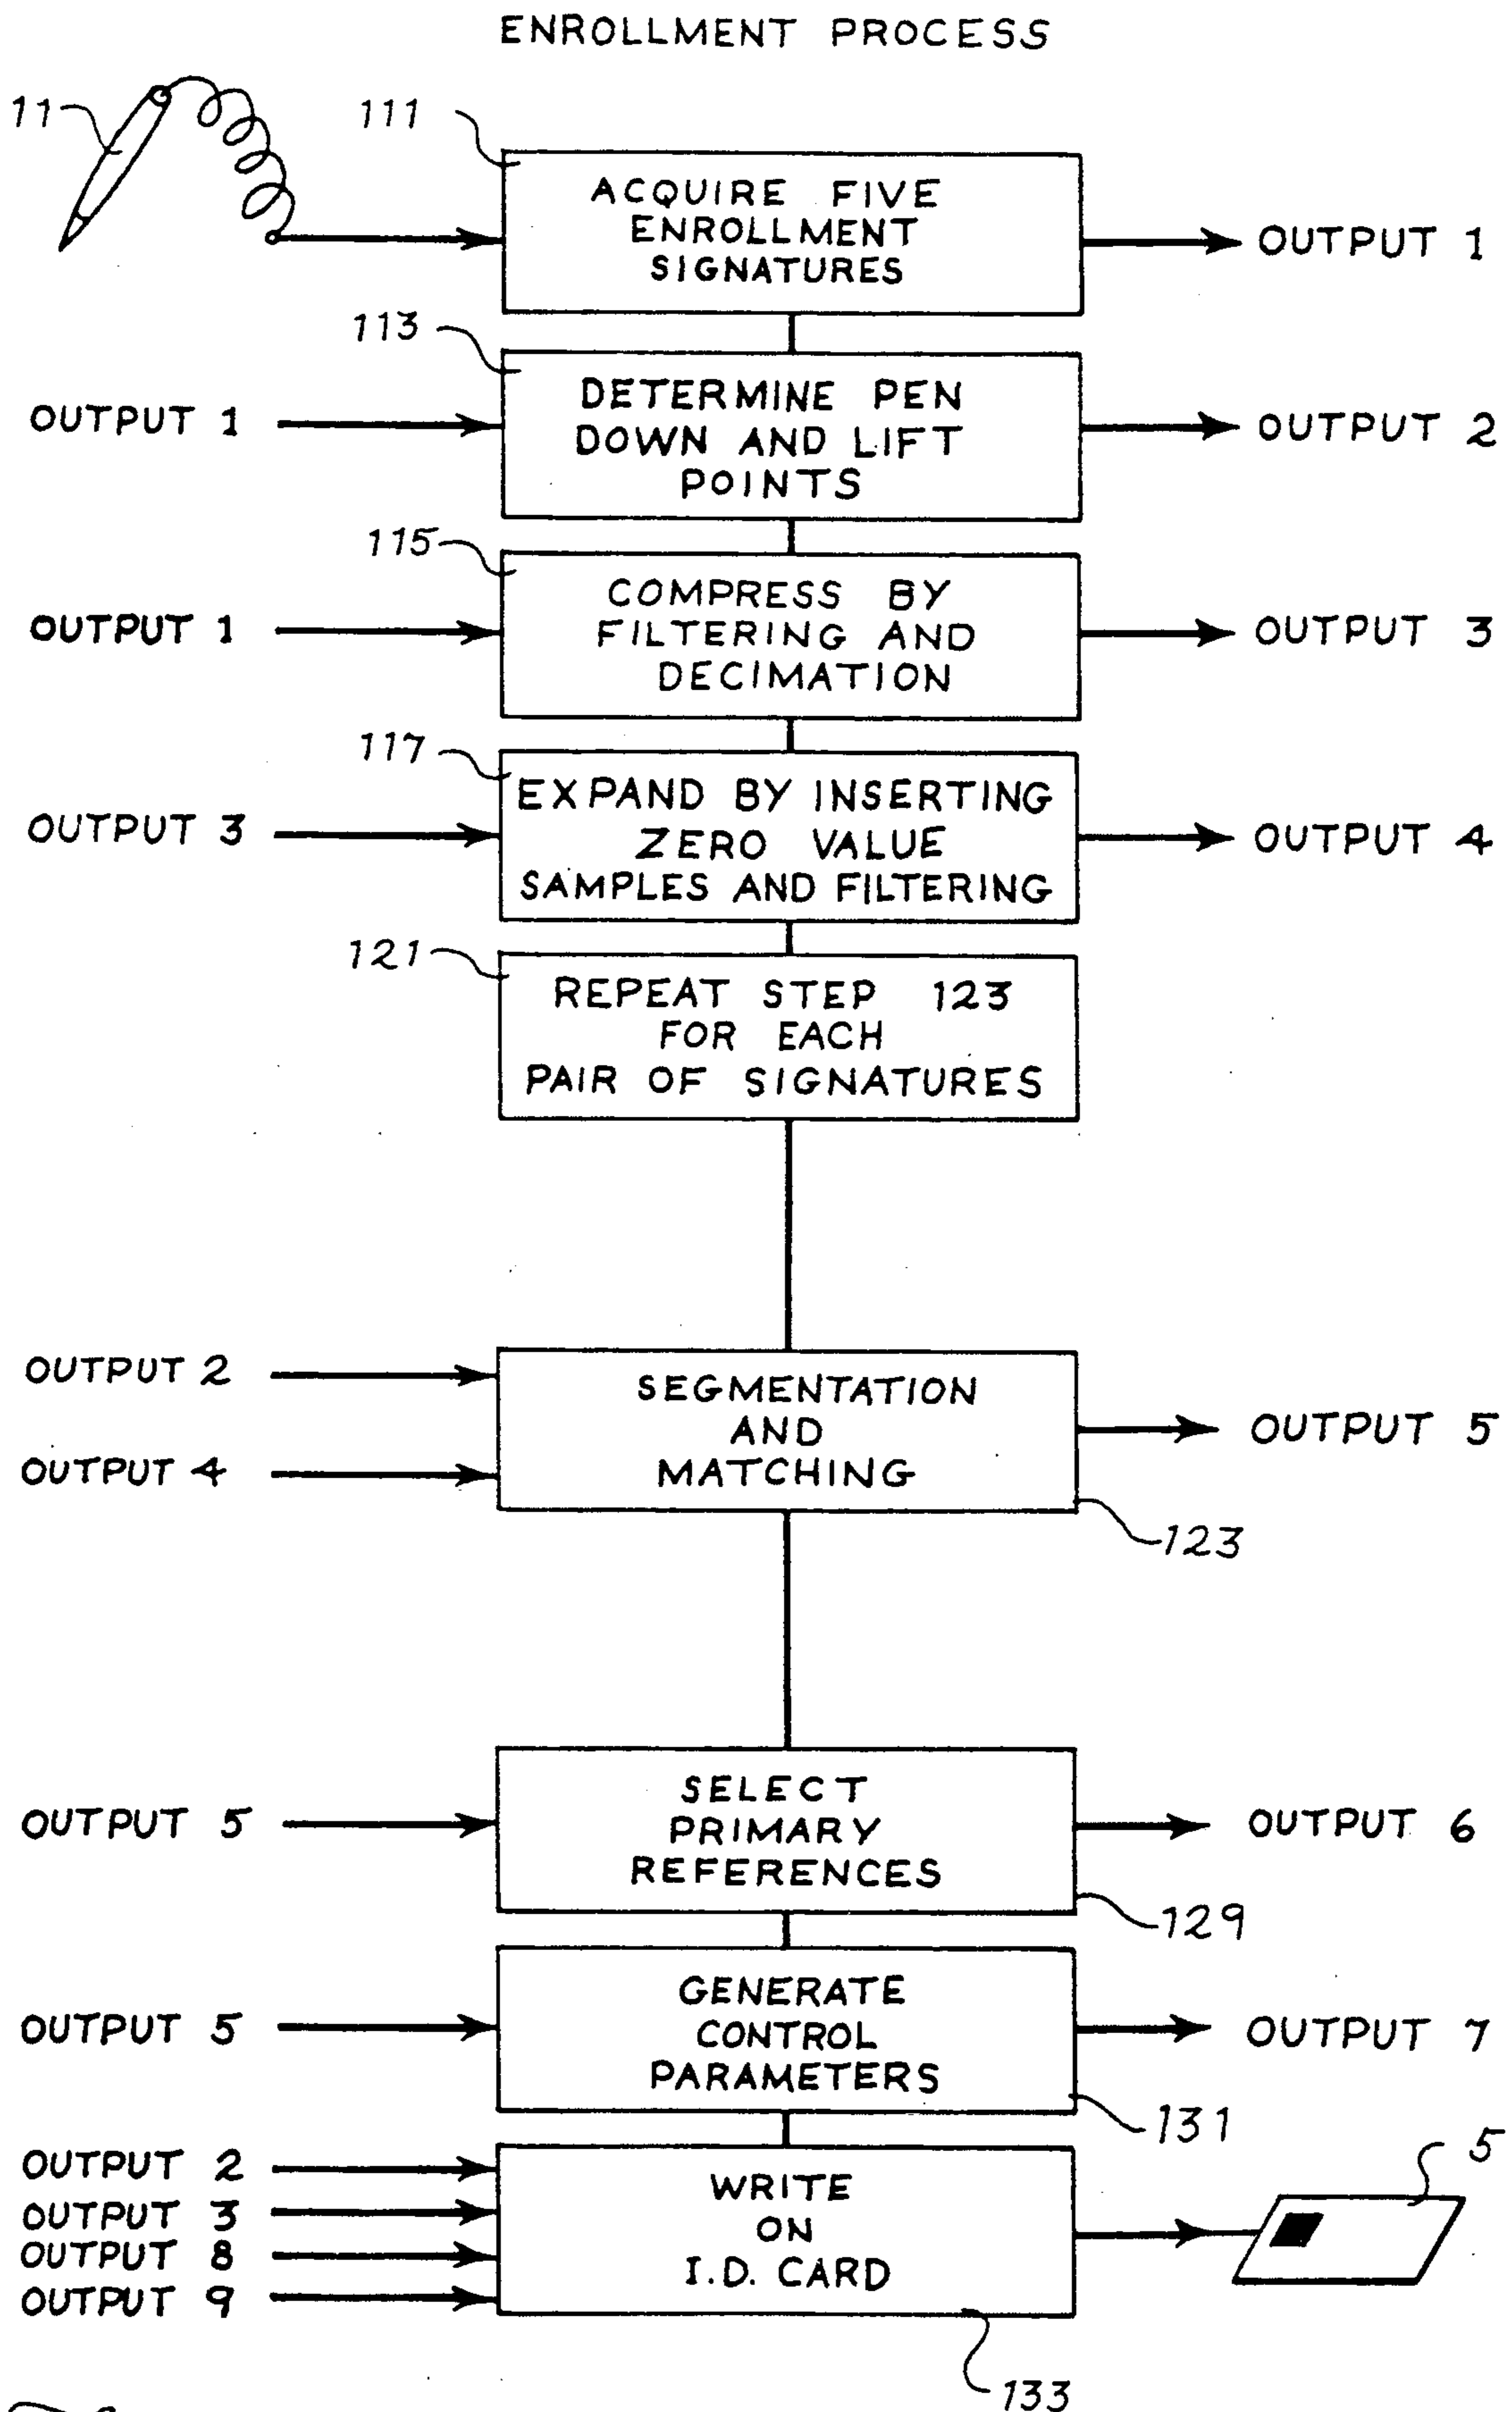 ENROLLMENT PROCESS
11
111
ACQUIRE FIVE
ENROLLMENT
SIGNATURES
OUTPUT 1
113
OUTPUT 1
DETERMINE PEN
DOWN AND LIFT
POINTS
OUTPUT 2
115
OUTPUT 1
COMPRESS BY
FILTERING AND
DECIMATION
OUTPUT 3
117
OUTPUT 3
EXPAND BY INSERTING
ZERO VALUE
SAMPLES AND FILTERING
OUTPUT 4
121
REPEAT STEP 123
FOR EACH
PAIR OF SIGNATURES
OUTPUT 2
OUTPUT 4
SEGMENTATION
AND
MATCHING
OUTPUT 5
123
OUTPUT 5
SELECT
PRIMARY
REFERENCES
OUTPUT 6
129
OUTPUT 5
GENERATE
CONTROL
PARAMETERS
OUTPUT 7
131
OUTPUT 2
OUTPUT 3
OUTPUT 8
OUTPUT 9
WRITE
ON
I.D. CARD
5
133